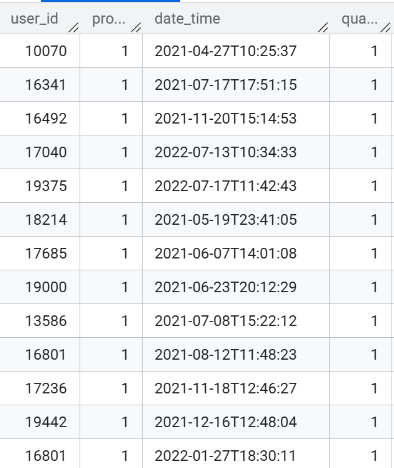 user_id pro... date_time qua...
10070 1 2021-04-27T10:25:37 1
16341 1 2021-07-17T17:51:15 1
16492 1 2021-11-20T15:14:53 1
17040 1 2022-07-13T10:34:33 1
19375 1 2022-07-17T11:42:43 1
18214 1 2021-05-19T23:41:05 1
17685 1 2021-06-07T14:01:08 1
19000 1 2021-06-23T20:12:29 1
13586 1 2021-07-08T15:22:12 1
16801 1 2021-08-12T11:48:23 1
17236 1 2021-11-18T12:46:27 1
19442 1 2021-12-16T12:48:04 1
16801 1 2022-01-27T18:30:11 1